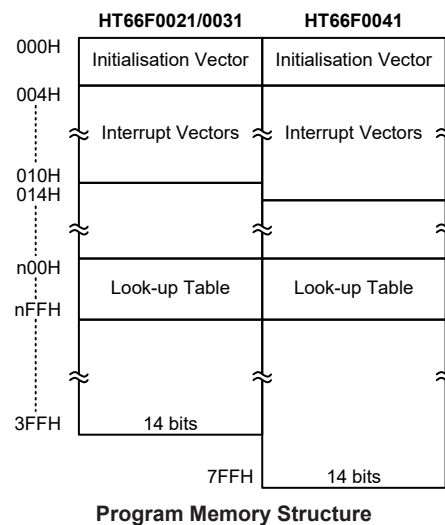 HT66F0021/0031 HT66F0041
000H Initialisation Vector Initialisation Vector
004H
Interrupt Vectors Interrupt Vectors
010H
014H
n00H
Look-up Table Look-up Table
nFFH
3FFH 14 bits
7FFH 14 bits
Program Memory Structure